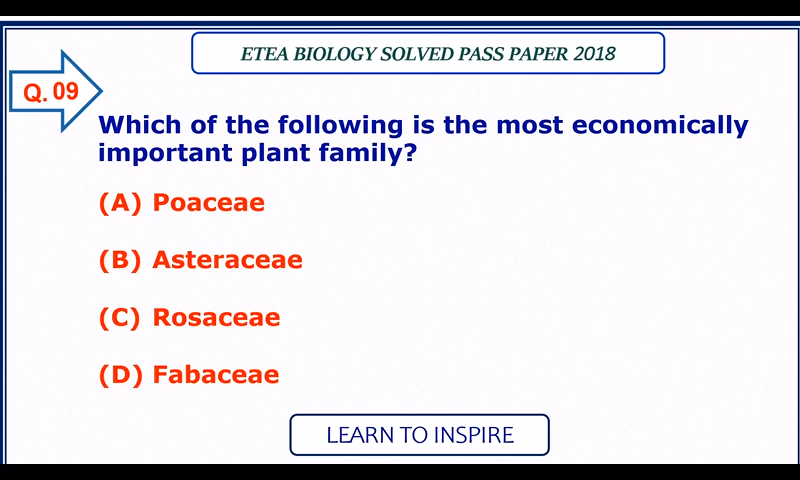 ETEA BIOLOGY SOLVED PASS PAPER 2018
Q. 09
Which of the following is the most economically
important plant family?
(A) Poaceae
(B) Asteraceae
(C) Rosaceae
(D) Fabaceae
LEARN TO INSPIRE